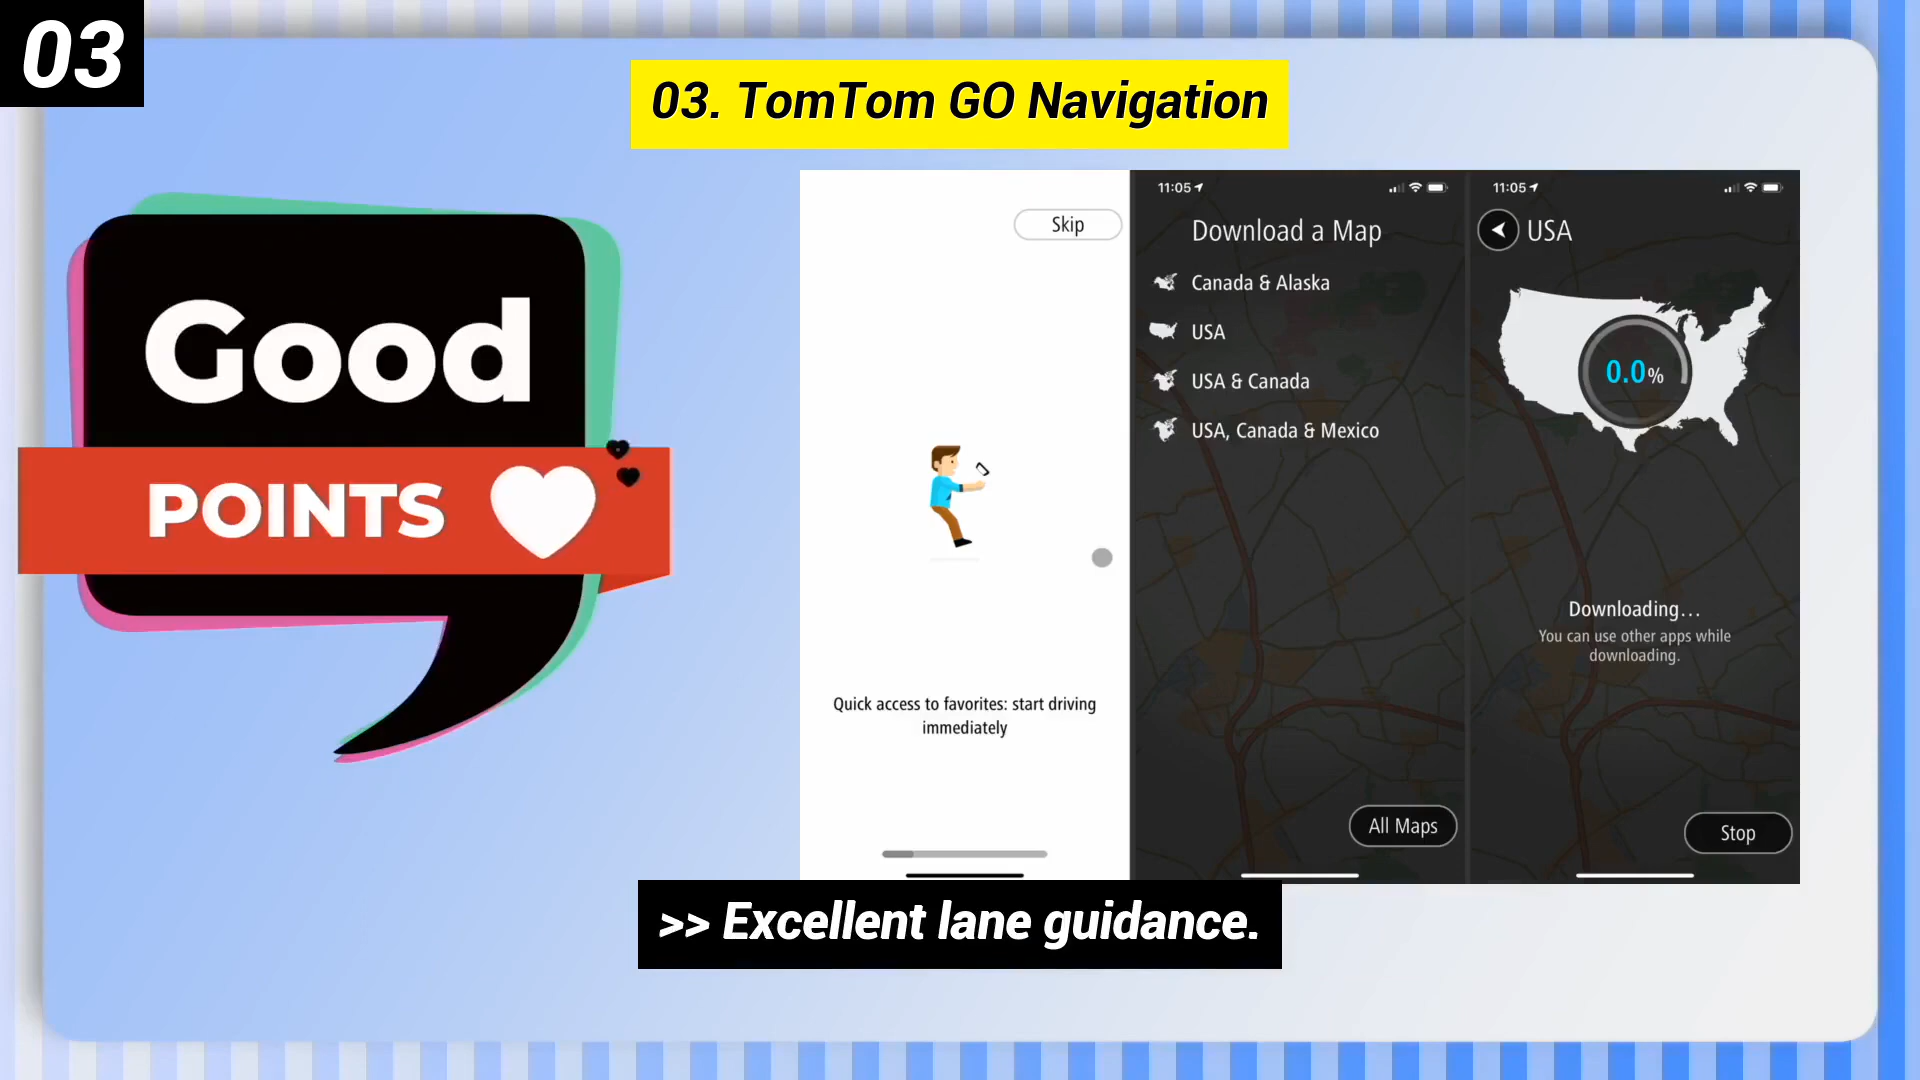 03
03. TomTom GO Navigation
Good
POINTS
Skip
Quick access to favorites: start driving
immediately
11:05
Download a Map
Canada & Alaska
USA
USA & Canada
USA, Canada & Mexico
All Maps
11:05
USA
0.0%
Downloading...
You can use other apps while
downloading.
Stop
>> Excellent lane guidance.